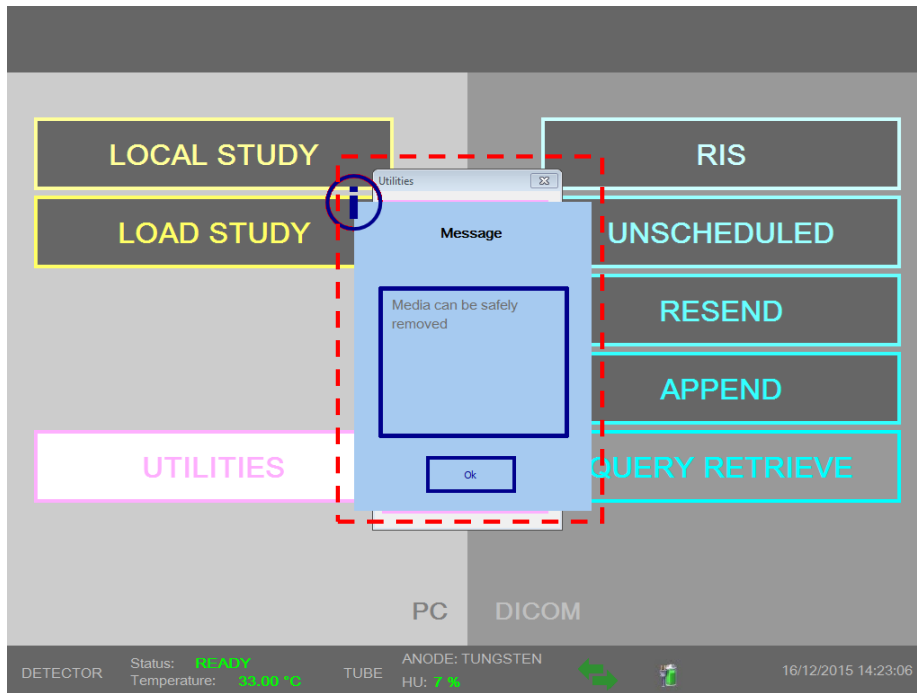 LOCAL STUDY
LOAD STUDY
UTILITIES
Utilities
i
Message
Media can be safely
removed
Ok
RIS
UNSCHEDULED
RESEND
APPEND
QUERY RETRIEVE
PC
DICOM
DETECTOR
Status: READY
Temperature: 33.00 °C
TUBE
ANODE: TUNGSTEN
HU: 7 %
16/12/2015 14:23:06